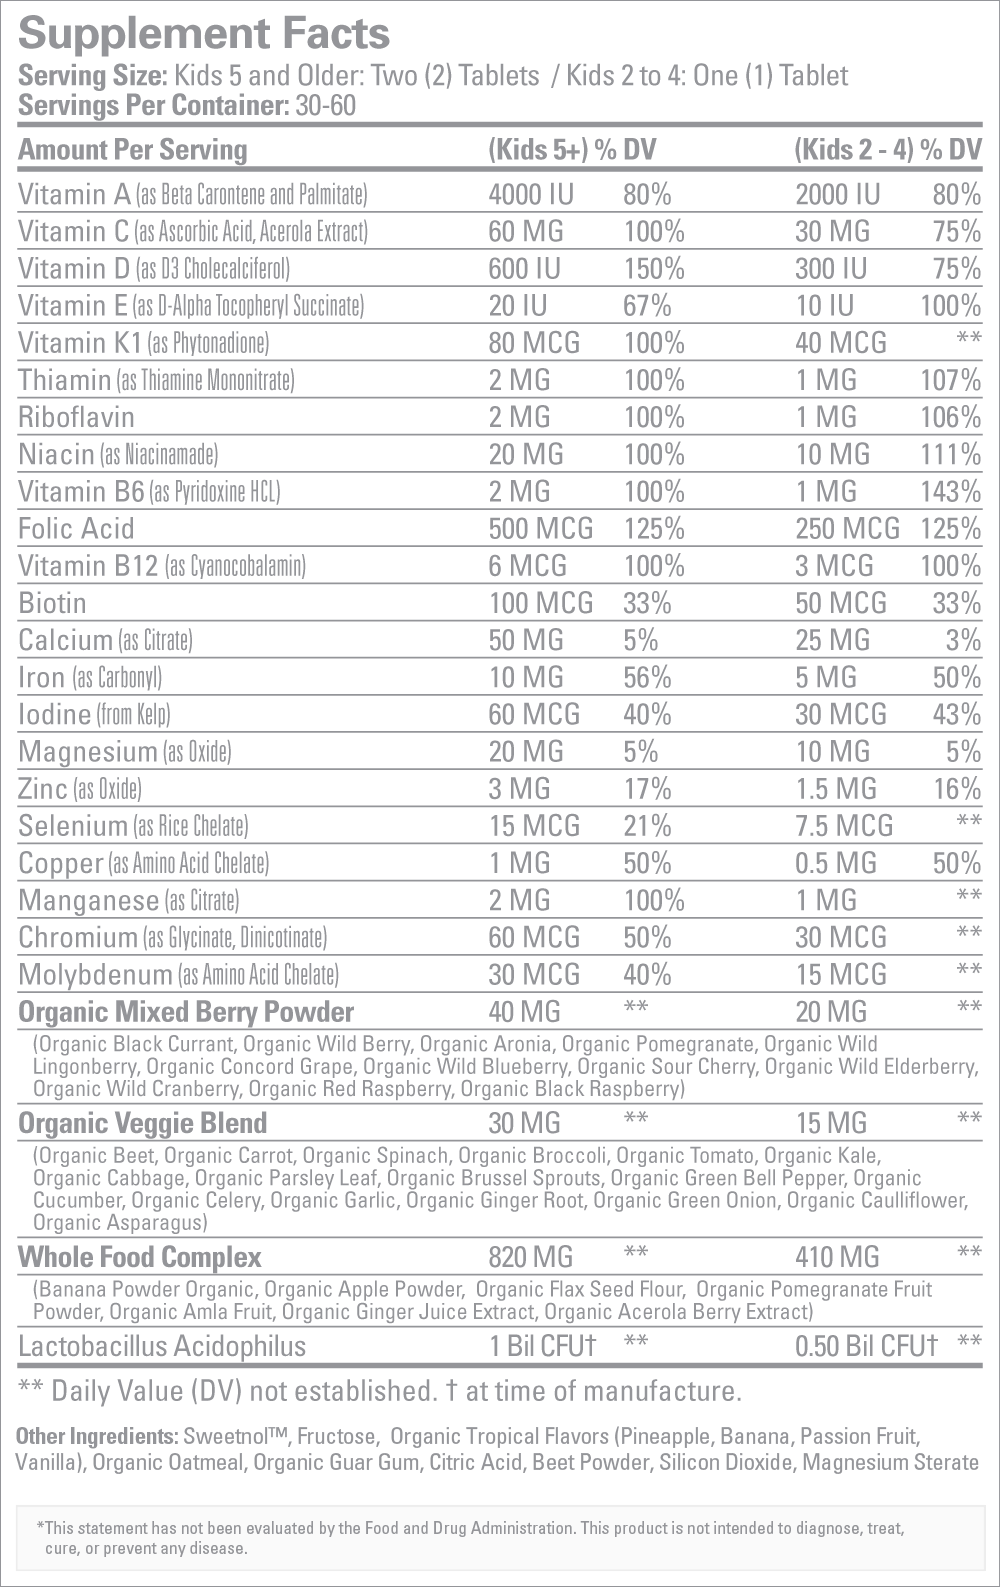 Supplement Facts
Serving Size: Kids 5 and Older: Two (2) Tablets / Kids 2 to 4: One (1) Tablet
Servings Per Container: 30-60
Amount Per Serving (Kids 5+) % DV (Kids 2 - 4) % DV
Vitamin A (as Beta Carontene and Palmitate) 4000 IU 80% 2000 IU 80%
Vitamin C (as Ascorbic Acid, Acerola Extract) 60 MG 100% 30 MG 75%
Vitamin D (as D3 Cholecalciferol) 600 IU 150% 300 IU 75%
Vitamin E (as D-Alpha Tocopheryl Succinate) 20 IU 67% 10 IU 100%
Vitamin K1 (as Phytonadione) 80 MCG 100% 40 MCG **
Thiamin (as Thiamine Mononitrate) 2 MG 100% 1 MG 107%
Riboflavin 2 MG 100% 1 MG 106%
Niacin (as Niacinamade) 20 MG 100% 10 MG 111%
Vitamin B6 (as Pyridoxine HCL) 2 MG 100% 1 MG 143%
Folic Acid 500 MCG 125% 250 MCG 125%
Vitamin B12 (as Cyanocobalamin) 6 MCG 100% 3 MCG 100%
Biotin 100 MCG 33% 50 MCG 33%
Calcium (as Citrate) 50 MG 5% 25 MG 3%
Iron (as Carbonyl) 10 MG 56% 5 MG 50%
Iodine (from Kelp) 60 MCG 40% 30 MCG 43%
Magnesium (as Oxide) 20 MG 5% 10 MG 5%
Zinc (as Oxide) 3 MG 17% 1.5 MG 16%
Selenium (as Rice Chelate) 15 MCG 21% 7.5 MCG **
Copper (as Amino Acid Chelate) 1 MG 50% 0.5 MG 50%
Manganese (as Citrate) 2 MG 100% 1 MG **
Chromium (as Glycinate, Dinicotinate) 60 MCG 50% 30 MCG **
Molybdenum (as Amino Acid Chelate) 30 MCG 40% 15 MCG **
Organic Mixed Berry Powder 40 MG ** 20 MG **
(Organic Black Currant, Organic Wild Berry, Organic Aronia, Organic Pomegranate, Organic Wild
Lingonberry, Organic Concord Grape, Organic Wild Blueberry, Organic Sour Cherry, Organic Wild Elderberry,
Organic Wild Cranberry, Organic Red Raspberry, Organic Black Raspberry)
Organic Veggie Blend 30 MG ** 15 MG **
(Organic Beet, Organic Carrot, Organic Spinach, Organic Broccoli, Organic Tomato, Organic Kale,
Organic Cabbage, Organic Parsley Leaf, Organic Brussel Sprouts, Organic Green Bell Pepper, Organic
Cucumber, Organic Celery, Organic Garlic, Organic Ginger Root, Organic Green Onion, Organic Caulliflower,
Organic Asparagus)
Whole Food Complex 820 MG ** 410 MG **
(Banana Powder Organic, Organic Apple Powder, Organic Flax Seed Flour, Organic Pomegranate Fruit
Powder, Organic Amla Fruit, Organic Ginger Juice Extract, Organic Acerola Berry Extract)
Lactobacillus Acidophilus 1 Bil CFU† ** 0.50 Bil CFU† **
** Daily Value (DV) not established. † at time of manufacture.
Other Ingredients: Sweetnol™, Fructose, Organic Tropical Flavors (Pineapple, Banana, Passion Fruit,
Vanilla), Organic Oatmeal, Organic Guar Gum, Citric Acid, Beet Powder, Silicon Dioxide, Magnesium Sterate
*This statement has not been evaluated by the Food and Drug Administration. This product is not intended to diagnose, treat,
cure, or prevent any disease.